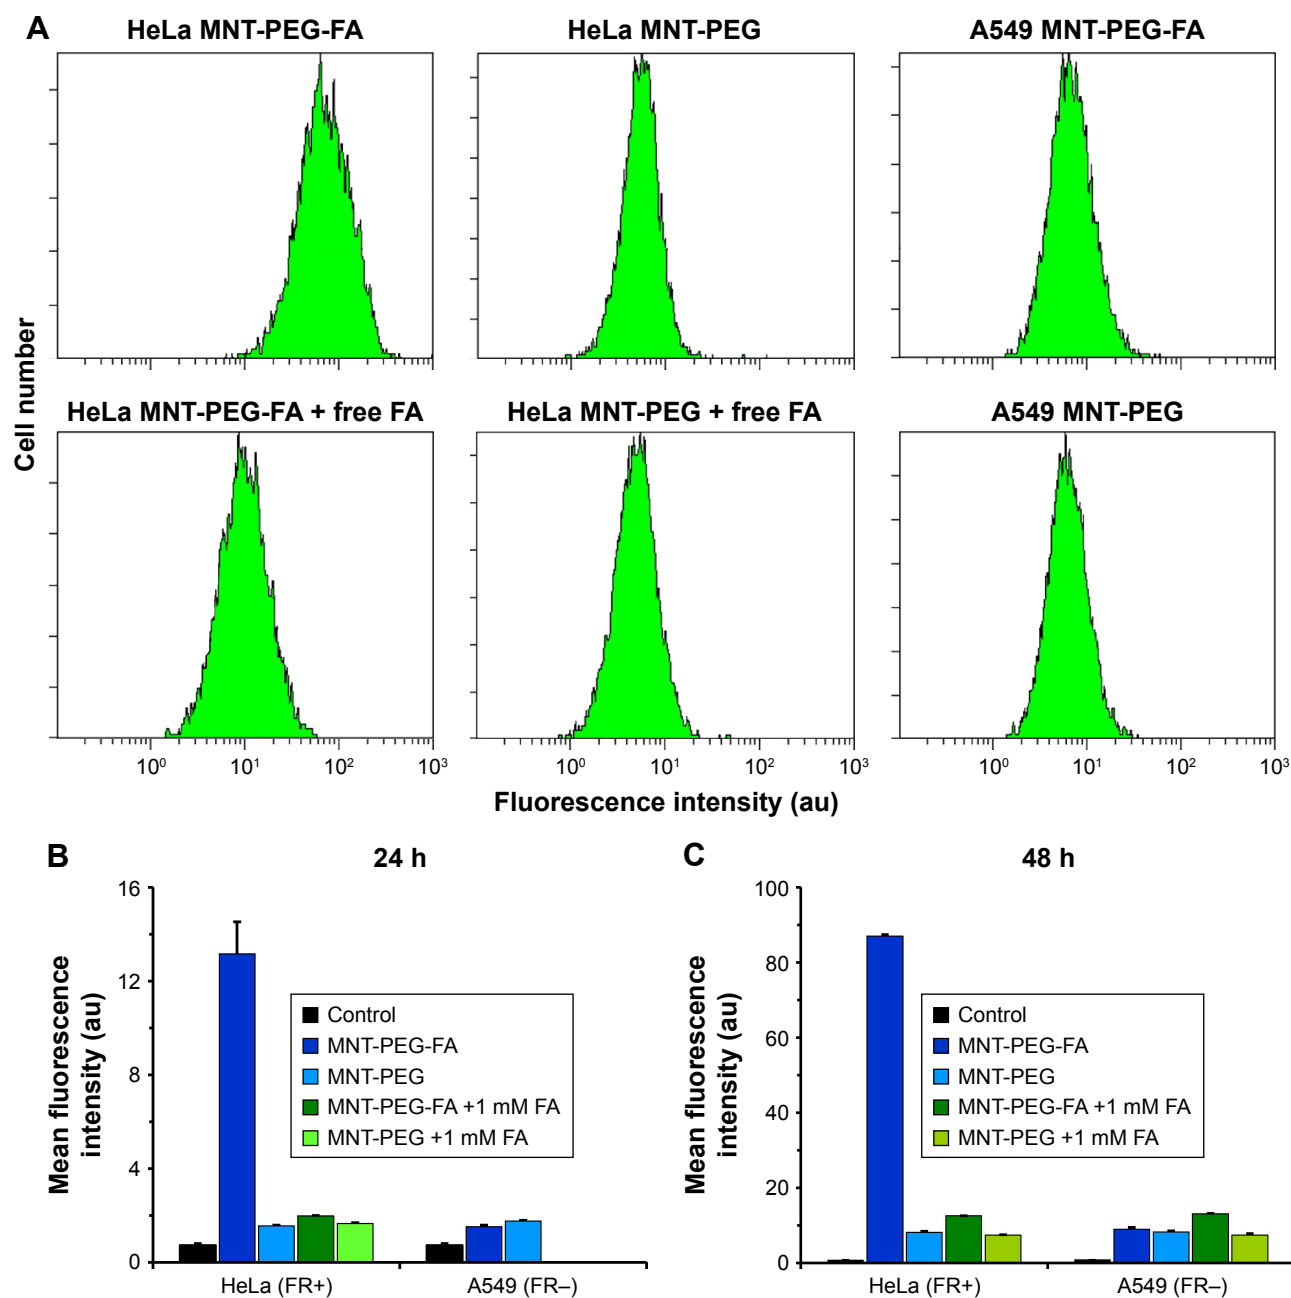 A
HeLa MNT-PEG-FA
HeLa MNT-PEG
A549 MNT-PEG-FA
Cell number
HeLa MNT-PEG-FA + free FA
HeLa MNT-PEG + free FA
A549 MNT-PEG
10⁰ 10¹ 10² 10³
10⁰ 10¹ 10² 10³
10⁰ 10¹ 10² 10³
Fluorescence intensity (au)
B
24 h
Mean fluorescence
intensity (au)
16
12
8
4
0
Control
MNT-PEG-FA
MNT-PEG
MNT-PEG-FA +1 mM FA
MNT-PEG +1 mM FA
HeLa (FR+)
A549 (FR–)
C
48 h
Mean fluorescence
intensity (au)
100
80
60
40
20
0
Control
MNT-PEG-FA
MNT-PEG
MNT-PEG-FA +1 mM FA
MNT-PEG +1 mM FA
HeLa (FR+)
A549 (FR–)